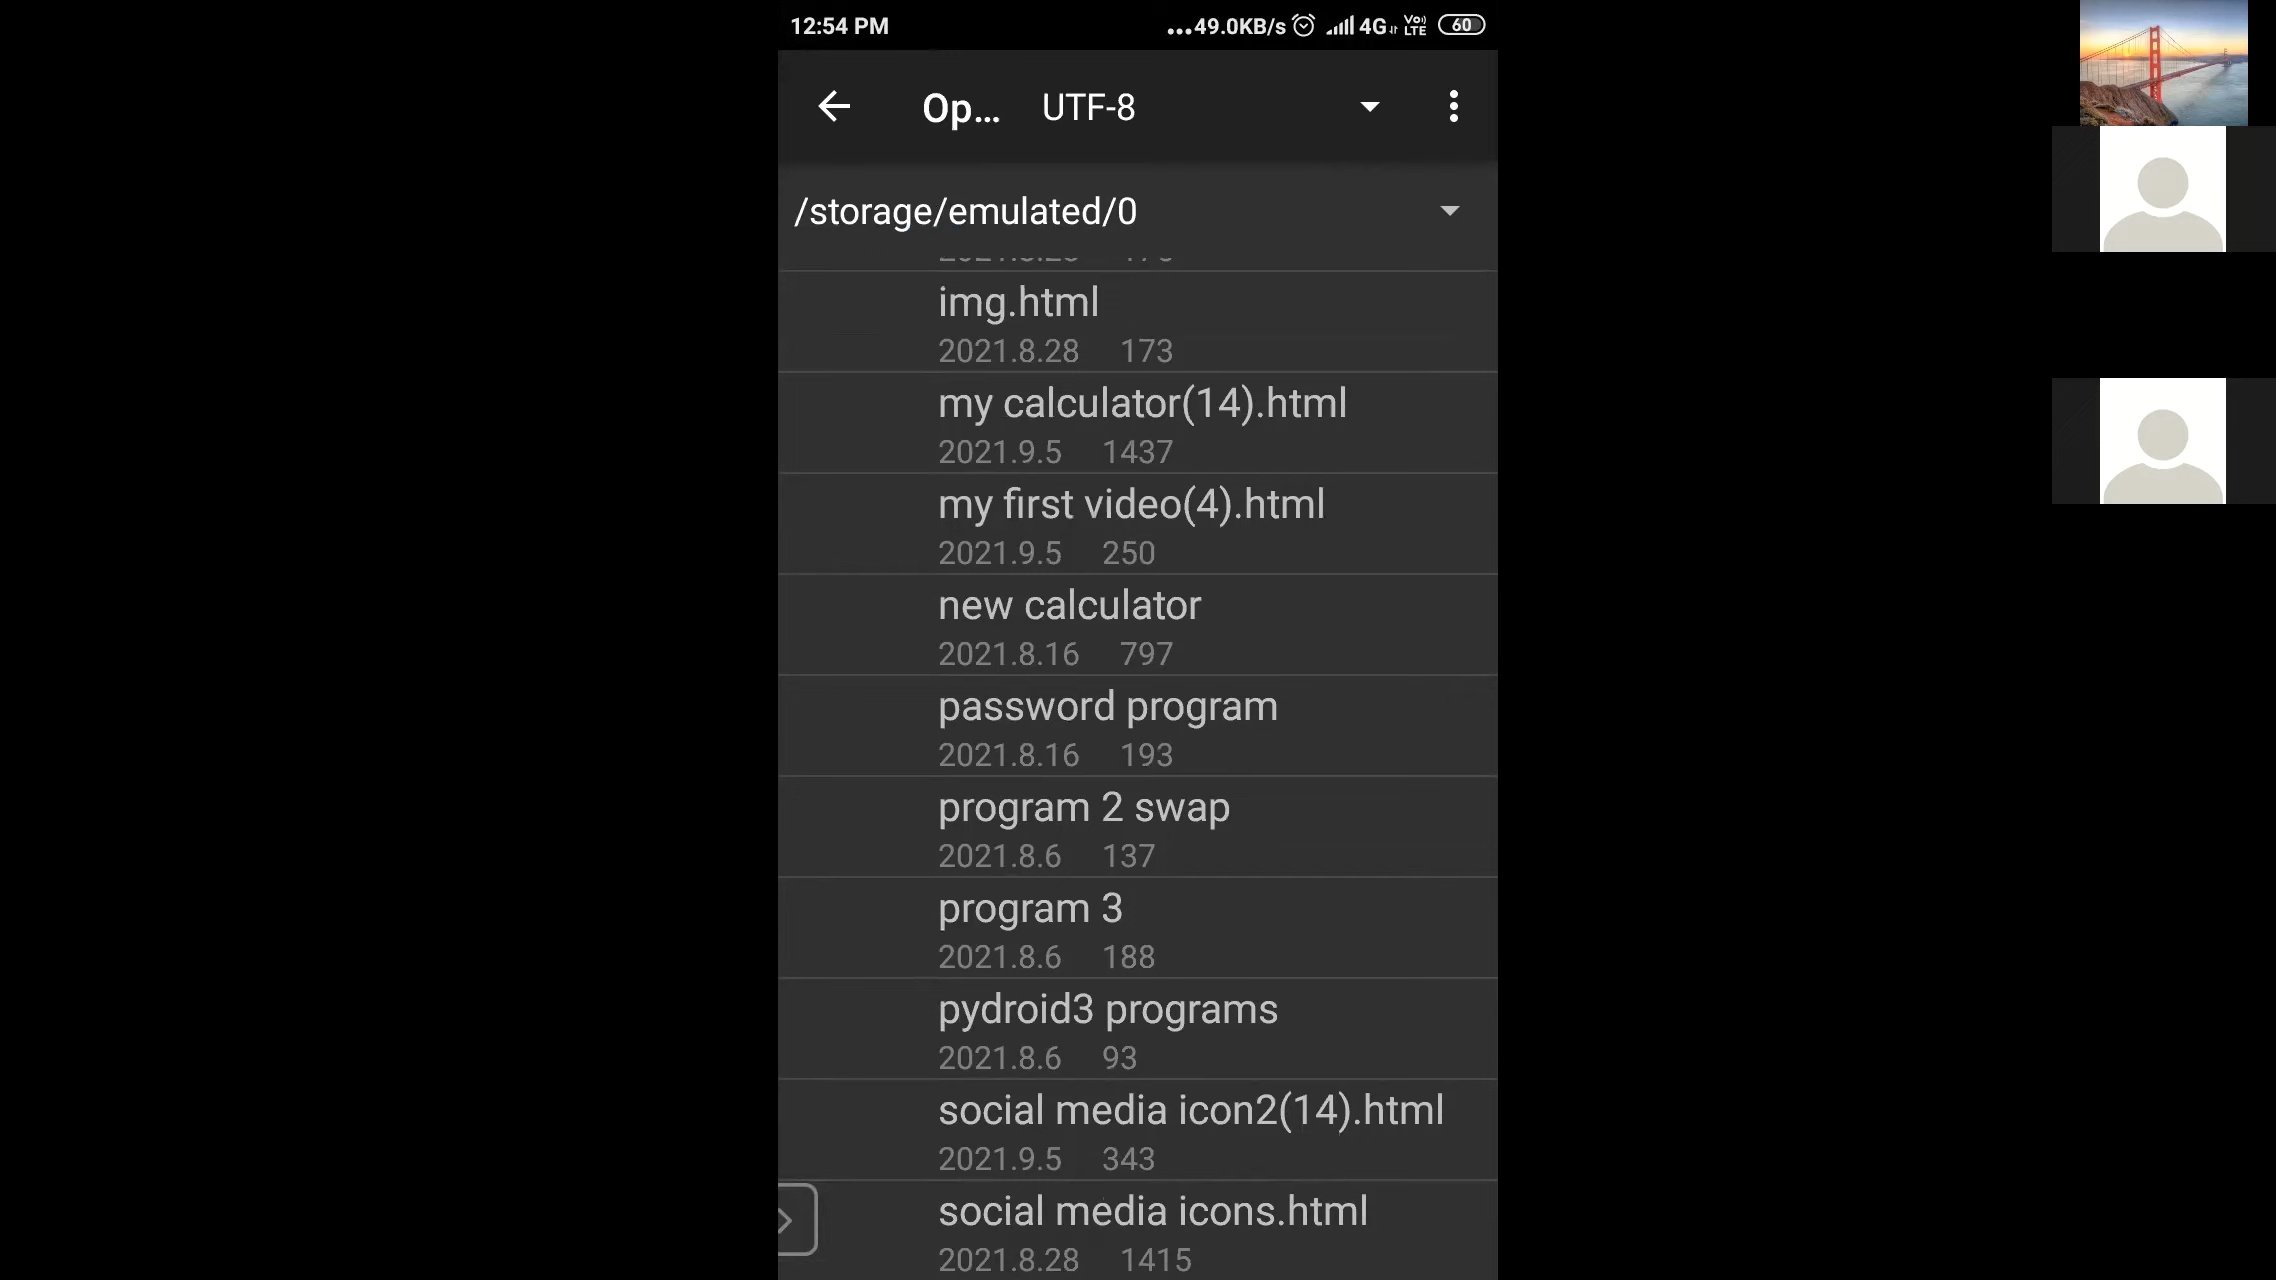 12:54 PM
...49.0KB/s 4G Vo) LTE 60
Op... UTF-8
/storage/emulated/0
img.html
2021.8.28 173
my calculator(14).html
2021.9.5 1437
my first video(4).html
2021.9.5 250
new calculator
2021.8.16 797
password program
2021.8.16 193
program 2 swap
2021.8.6 137
program 3
2021.8.6 188
pydroid3 programs
2021.8.6 93
social media icon2(14).html
2021.9.5 343
social media icons.html
2021.8.28 1415